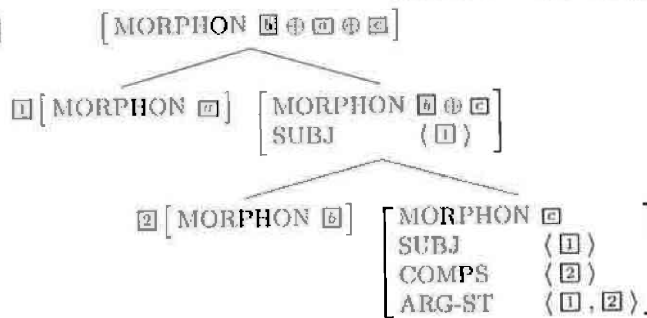 [MORPHON b ⊕ a ⊕ c]
1 [MORPHON a] [MORPHON b ⊕ c
SUBJ ⟨ 1 ⟩]
2 [MORPHON b] [MORPHON c
SUBJ ⟨ 1 ⟩
COMPS ⟨ 2 ⟩
ARG-ST ⟨ 1 , 2 ⟩]